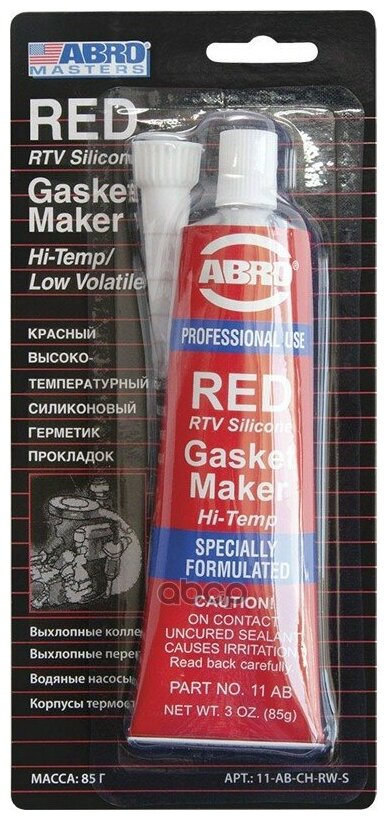 ABRO
MASTERS
RED
RTV Silicone
Gasket
Maker
Hi-Temp/
Low Volatile
КРАСНЫЙ
ВЫСОКО-
ТЕМПЕРАТУРНЫЙ
СИЛИКОНОВЫЙ
ГЕРМЕТИК
ПРОКЛАДОК
Выхлопные колле
Выхлопные пере
Водяные насосы
Корпусы термост
МАССА: 85 Г
АРТ.: 11-AB-CH-RW-S
ABRO
PROFESSIONAL USE
RED
RTV Silicone
Gasket
Maker
Hi-Temp
SPECIALLY
FORMULATED
CAUTION!
ON CONTACT
UNCURED SEALANT
CAUSES IRRITATION
Read back carefully.
PART NO. 11 AB
NET WT. 3 OZ. (85g)